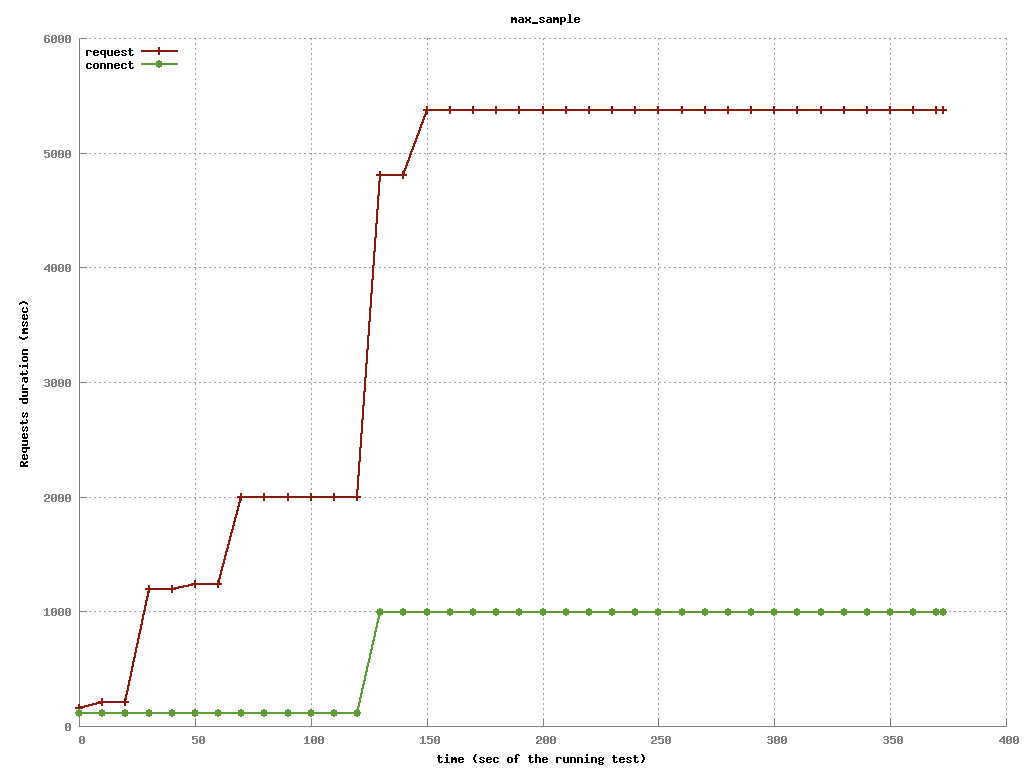 max_sample
6000
request
connect
5000
4000
3000
2000
1000
0
Requests duration (msec)
0 50 100 150 200 250 300 350 400
time (sec of the running test)